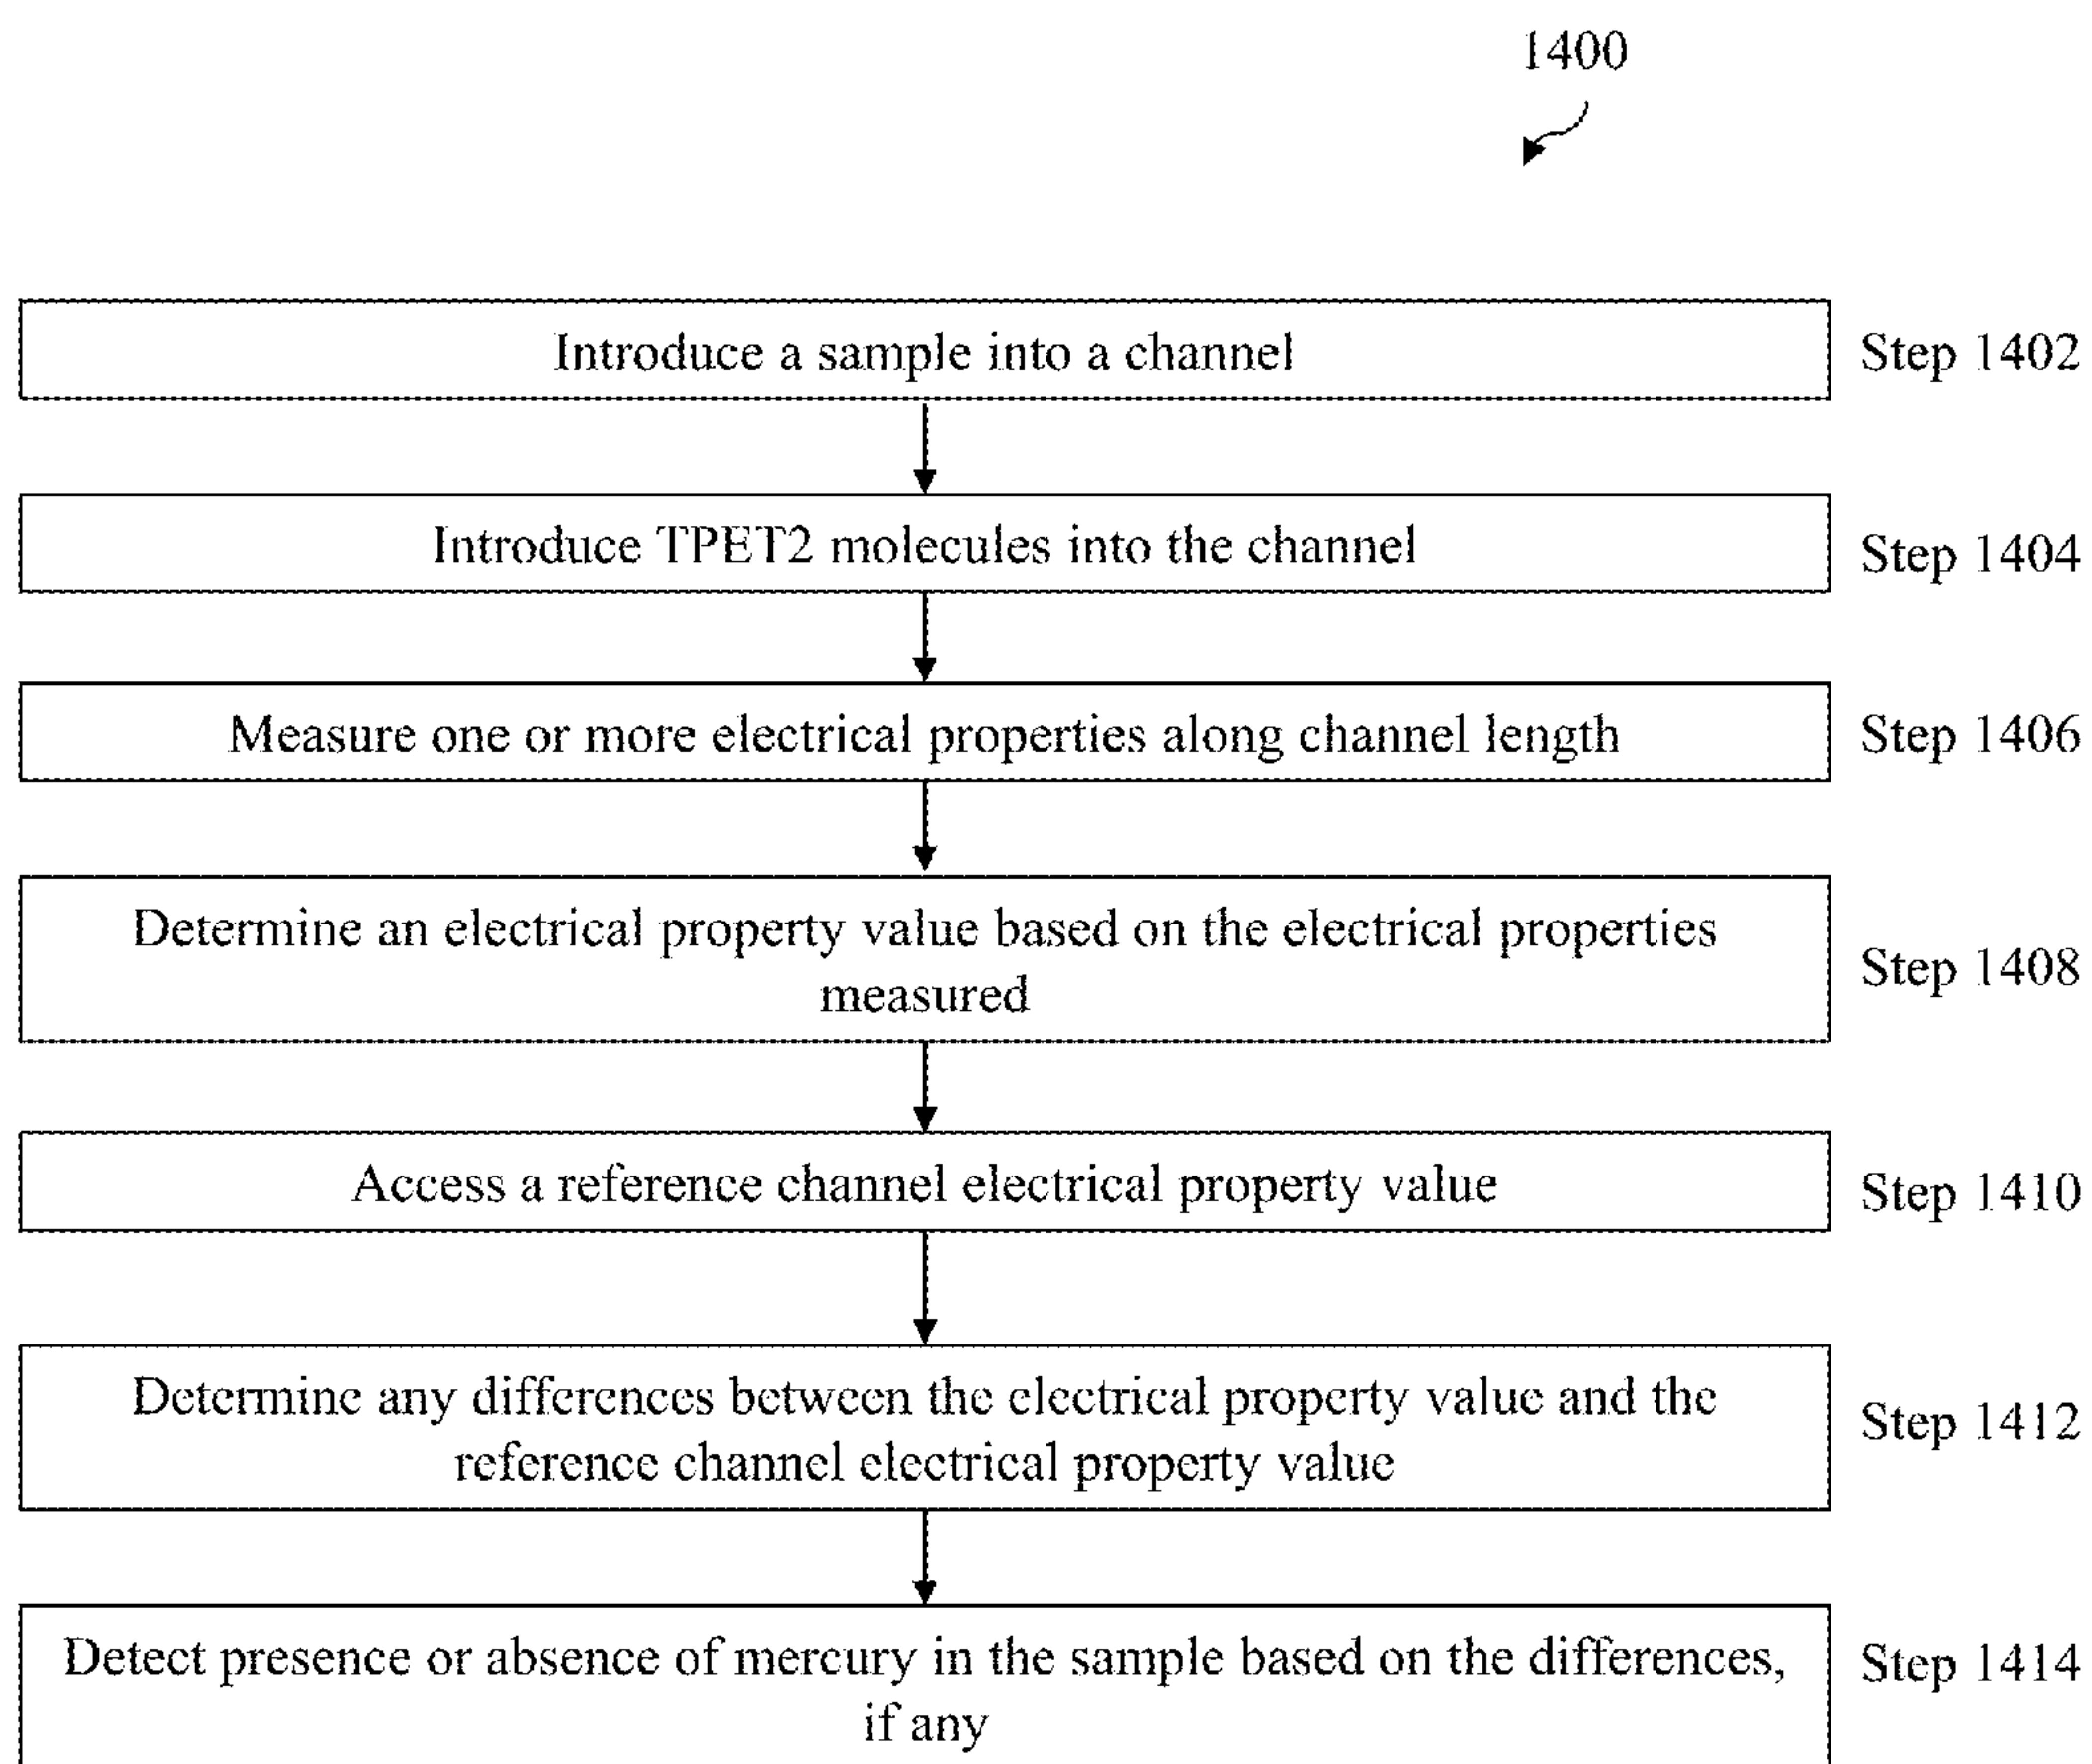 1400
Introduce a sample into a channel
Step 1402
Introduce TPET2 molecules into the channel
Step 1404
Measure one or more electrical properties along channel length
Step 1406
Determine an electrical property value based on the electrical properties
measured
Step 1408
Access a reference channel electrical property value
Step 1410
Determine any differences between the electrical property value and the
reference channel electrical property value
Step 1412
Detect presence or absence of mercury in the sample based on the differences,
if any
Step 1414